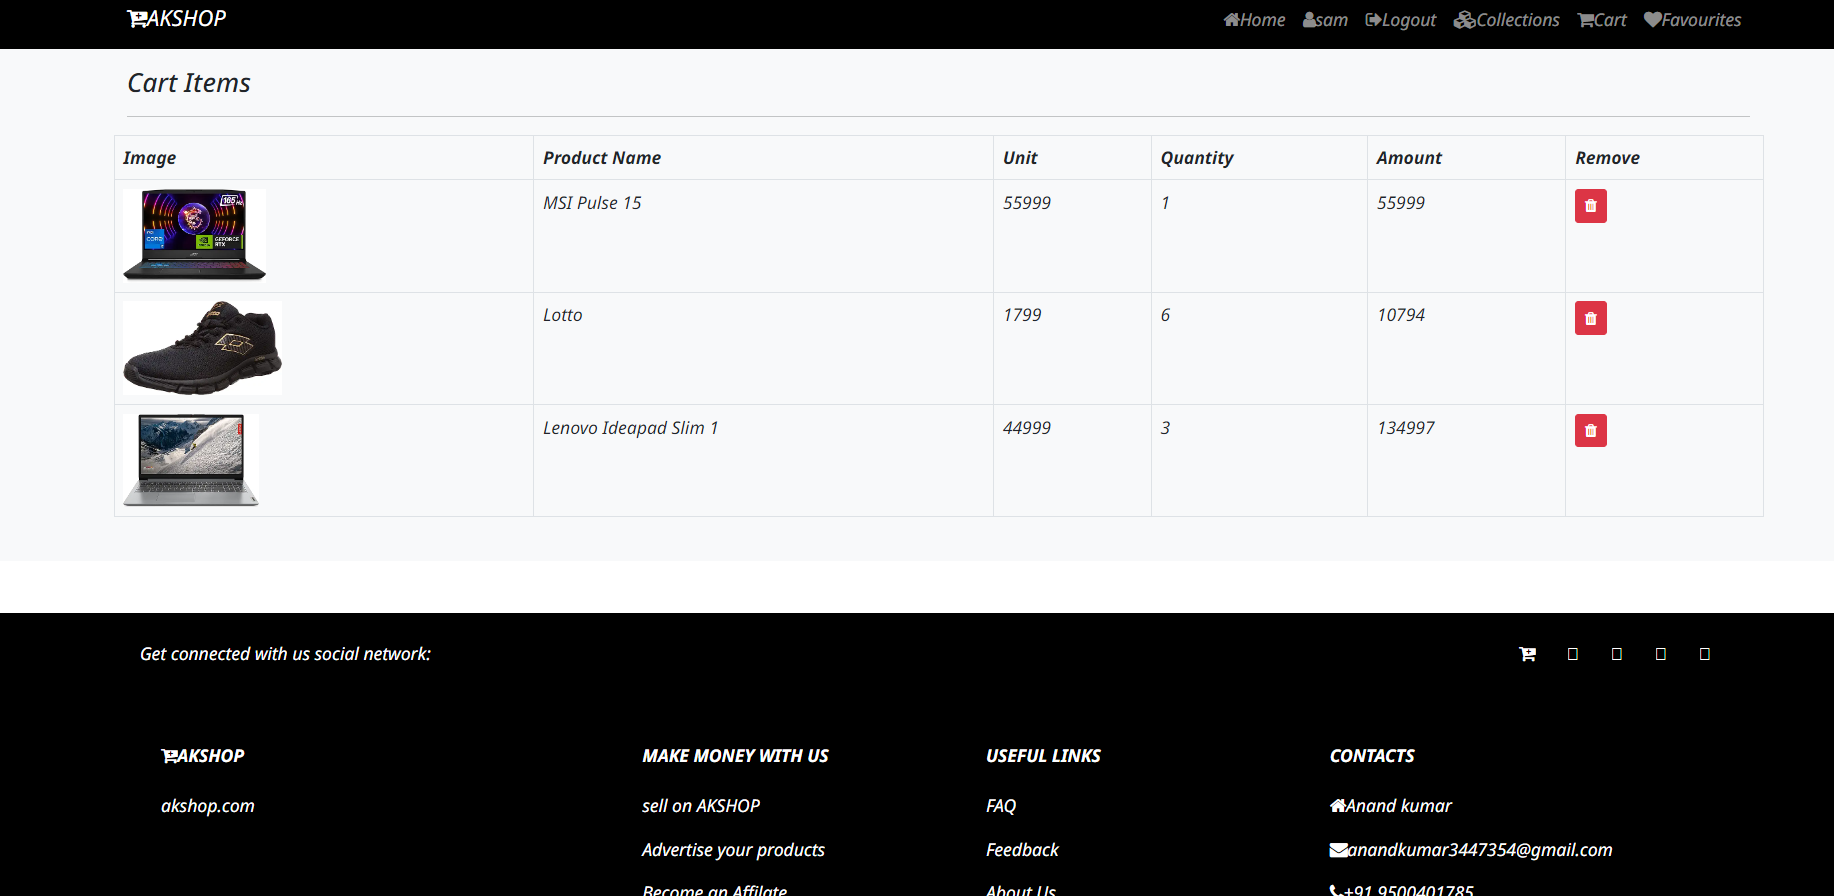 AKSHOP
Home sam Logout Collections Cart Favourites
Cart Items
Image Product Name Unit Quantity Amount Remove
MSI Pulse 15 55999 1 55999
Lotto 1799 6 10794
Lenovo Ideapad Slim 1 44999 3 134997
Get connected with us social network:
AKSHOP MAKE MONEY WITH US USEFUL LINKS CONTACTS
akshop.com sell on AKSHOP FAQ Anand kumar
Advertise your products Feedback anandkumar3447354@gmail.com
Become an Affilate About Us +91 9500401785